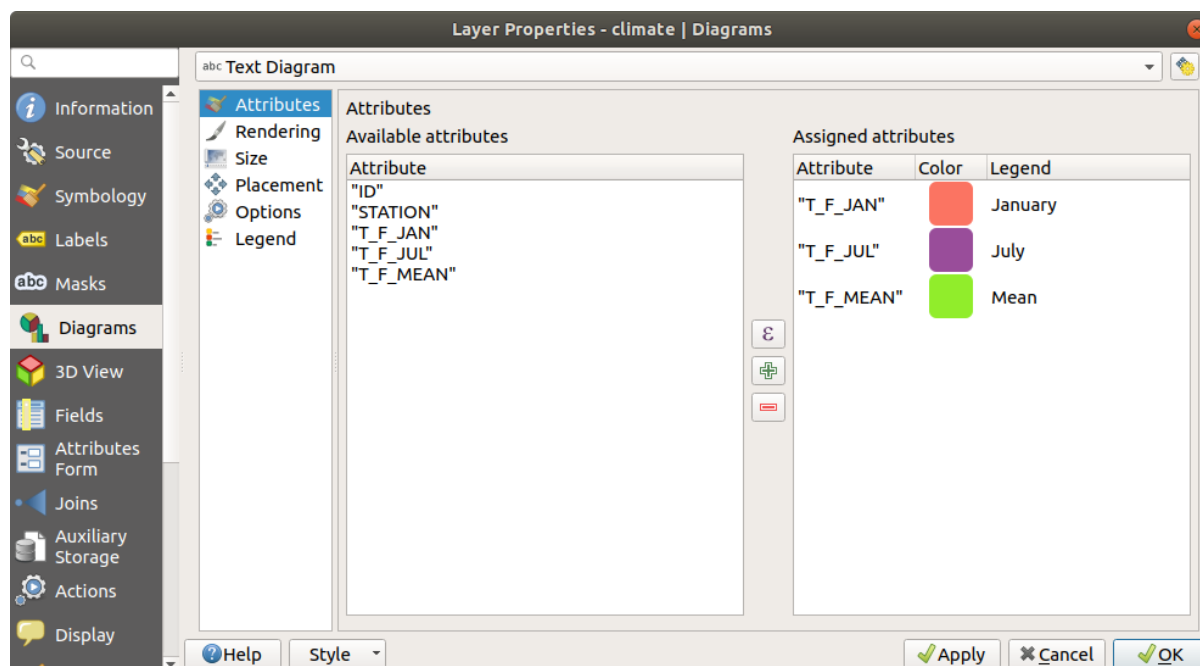 Layer Properties - climate | Diagrams
abc Text Diagram
Information
Source
Symbology
abc Labels
abc Masks
Diagrams
3D View
Fields
Attributes
Form
Joins
Auxiliary
Storage
Actions
Display
Attributes
Rendering
Size
Placement
Options
Legend
Attributes
Available attributes
Attribute
"ID"
"STATION"
"T_F_JAN"
"T_F_JUL"
"T_F_MEAN"
ε
Assigned attributes
Attribute Color Legend
"T_F_JAN" January
"T_F_JUL" July
"T_F_MEAN" Mean
Help Style Apply Cancel OK